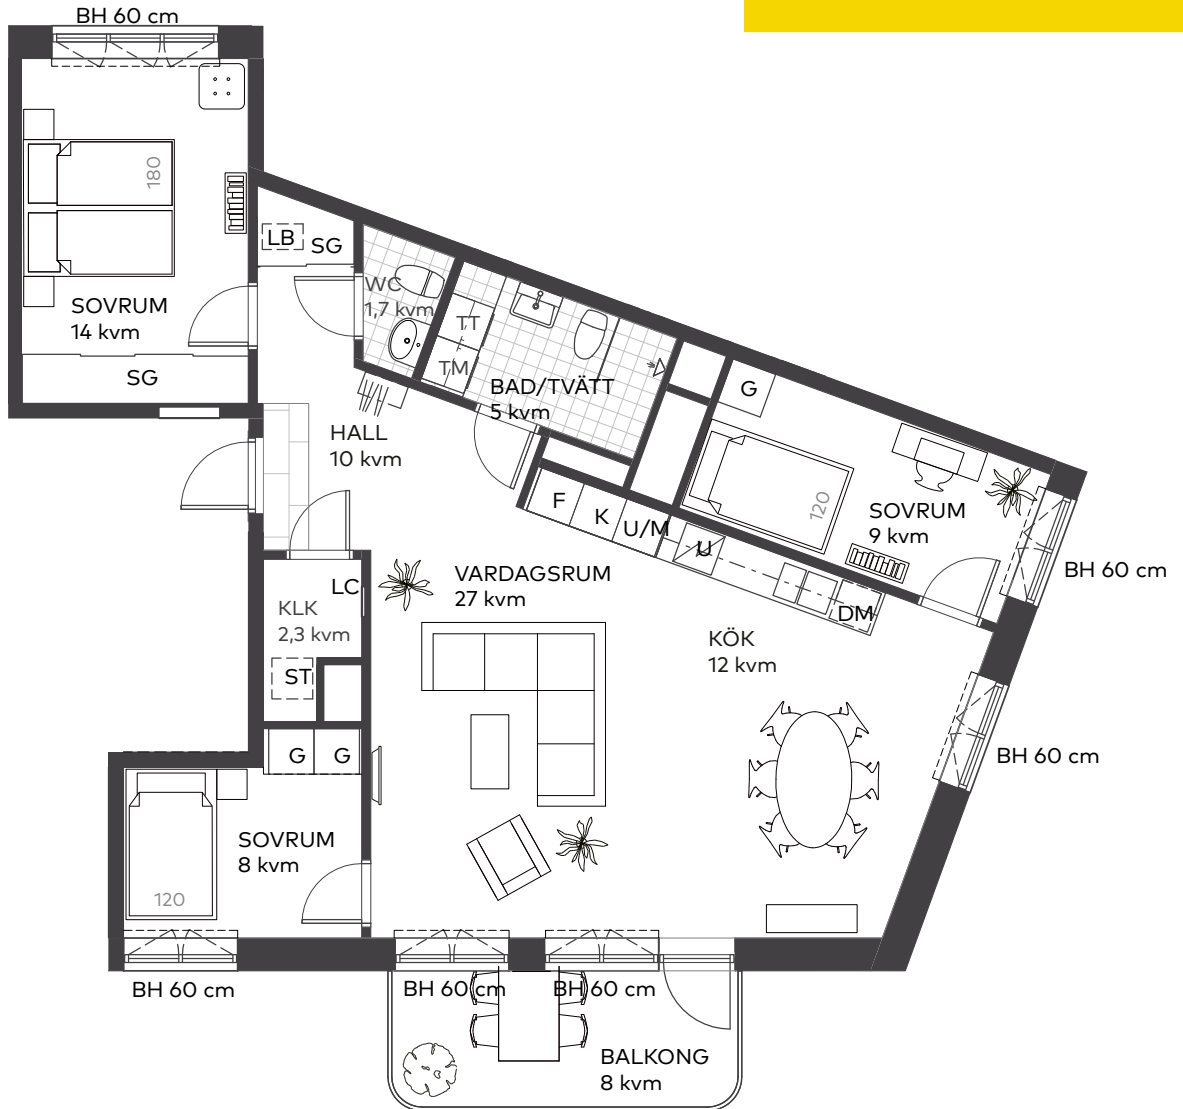 BH 60 cm
180
LB
SG
SOVRUM
14 kvm
SG
WC
1,7 kvm
TT
TM
BAD/TVÄTT
5 kvm
G
HALL
10 kvm
F
K
U/M
U
120
SOVRUM
9 kvm
BH 60 cm
LC
KLK
2,3 kvm
ST
VARDAGSRUM
27 kvm
DM
KÖK
12 kvm
G
G
BH 60 cm
SOVRUM
8 kvm
120
BH 60 cm
BH 60 cm
BH 60 cm
BALKONG
8 kvm